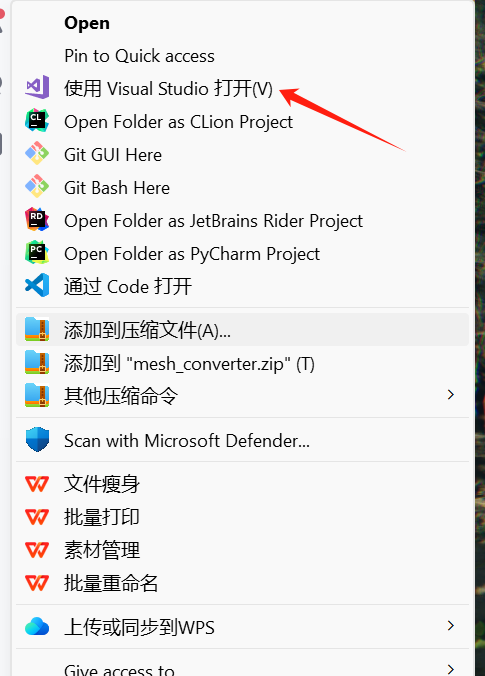 Open
Pin to Quick access
使用 Visual Studio 打开(V)
CL Open Folder as CLion Project
Git GUI Here
Git Bash Here
RD Open Folder as JetBrains Rider Project
PC Open Folder as PyCharm Project
通过 Code 打开
添加到压缩文件(A)...
添加到 "mesh_converter.zip" (T)
其他压缩命令
Scan with Microsoft Defender...
文件瘦身
批量打印
素材管理
批量重命名
上传或同步到WPS
Give access to